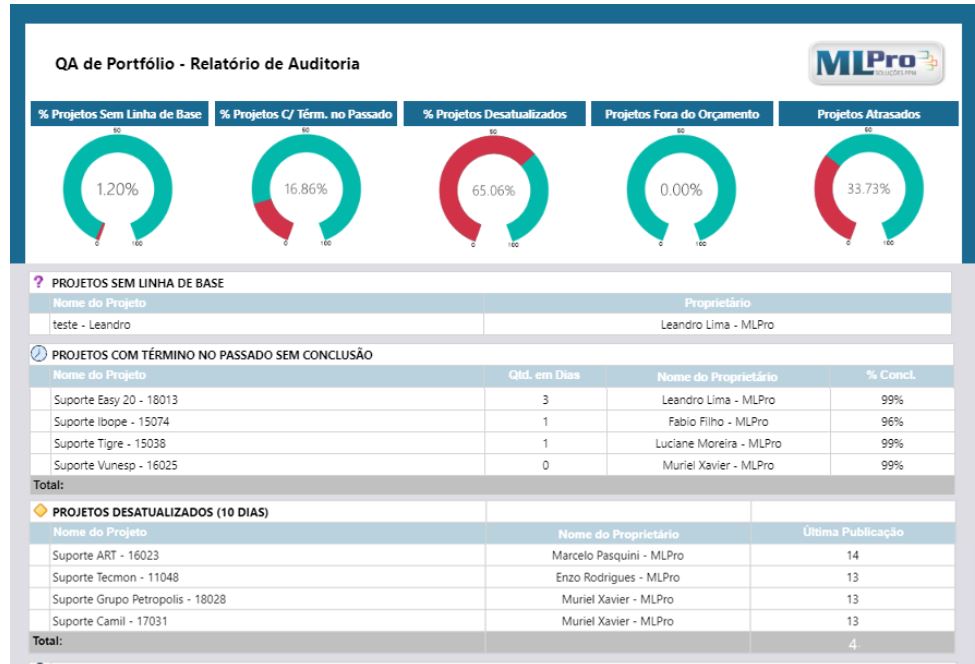 QA de Portfólio - Relatório de Auditoria
MLPro
SOLUÇÕES PPM
% Projetos Sem Linha de Base % Projetos C/ Térm. no Passado % Projetos Desatualizados Projetos Fora do Orçamento Projetos Atrasados
50 50 50 50 50
1.20% 16.86% 65.06% 0.00% 33.73%
0 100 0 100 0 100 0 100 0 100
? PROJETOS SEM LINHA DE BASE
Nome do Projeto Proprietário
teste - Leandro Leandro Lima - MLPro
PROJETOS COM TÉRMINO NO PASSADO SEM CONCLUSÃO
Nome do Projeto Qtd. em Dias Nome do Proprietário % Concl.
Suporte Easy 20 - 18013 3 Leandro Lima - MLPro 99%
Suporte Ibope - 15074 1 Fabio Filho - MLPro 96%
Suporte Tigre - 15038 1 Luciane Moreira - MLPro 99%
Suporte Vunesp - 16025 0 Muriel Xavier - MLPro 99%
Total:
PROJETOS DESATUALIZADOS (10 DIAS)
Nome do Projeto Nome do Proprietário Última Publicação
Suporte ART - 16023 Marcelo Pasquini - MLPro 14
Suporte Tecmon - 11048 Enzo Rodrigues - MLPro 13
Suporte Grupo Petropolis - 18028 Muriel Xavier - MLPro 13
Suporte Camil - 17031 Muriel Xavier - MLPro 13
Total: 4